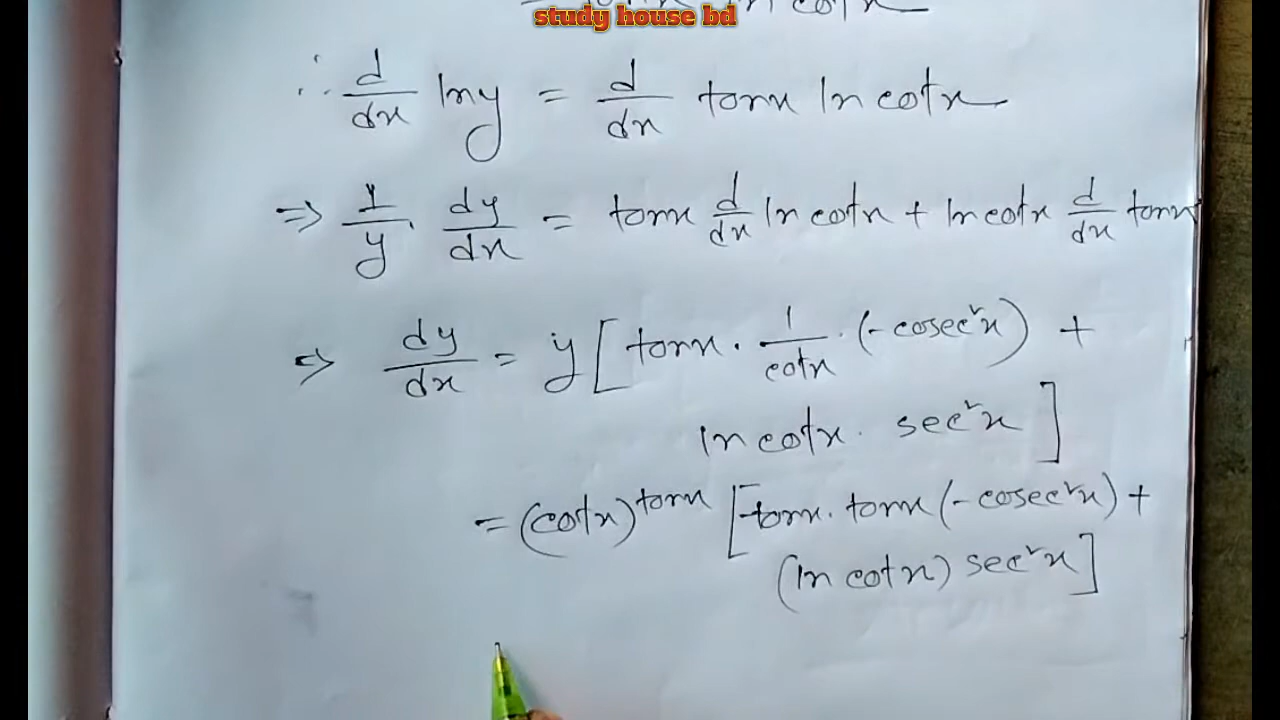 study house bd
∴ d/dx ln y = d/dx tanx ln cotx
⇒ 1/y · dy/dx = tanx d/dx ln cotx + ln cotx d/dx tanx
⇒ dy/dx = y [ tanx · 1/cotx · (- cosec²x) +
ln cotx · sec²x ]
= (cotx)^tanx [ tanx · tanx (- cosec²x) +
(ln cotx) sec²x ]